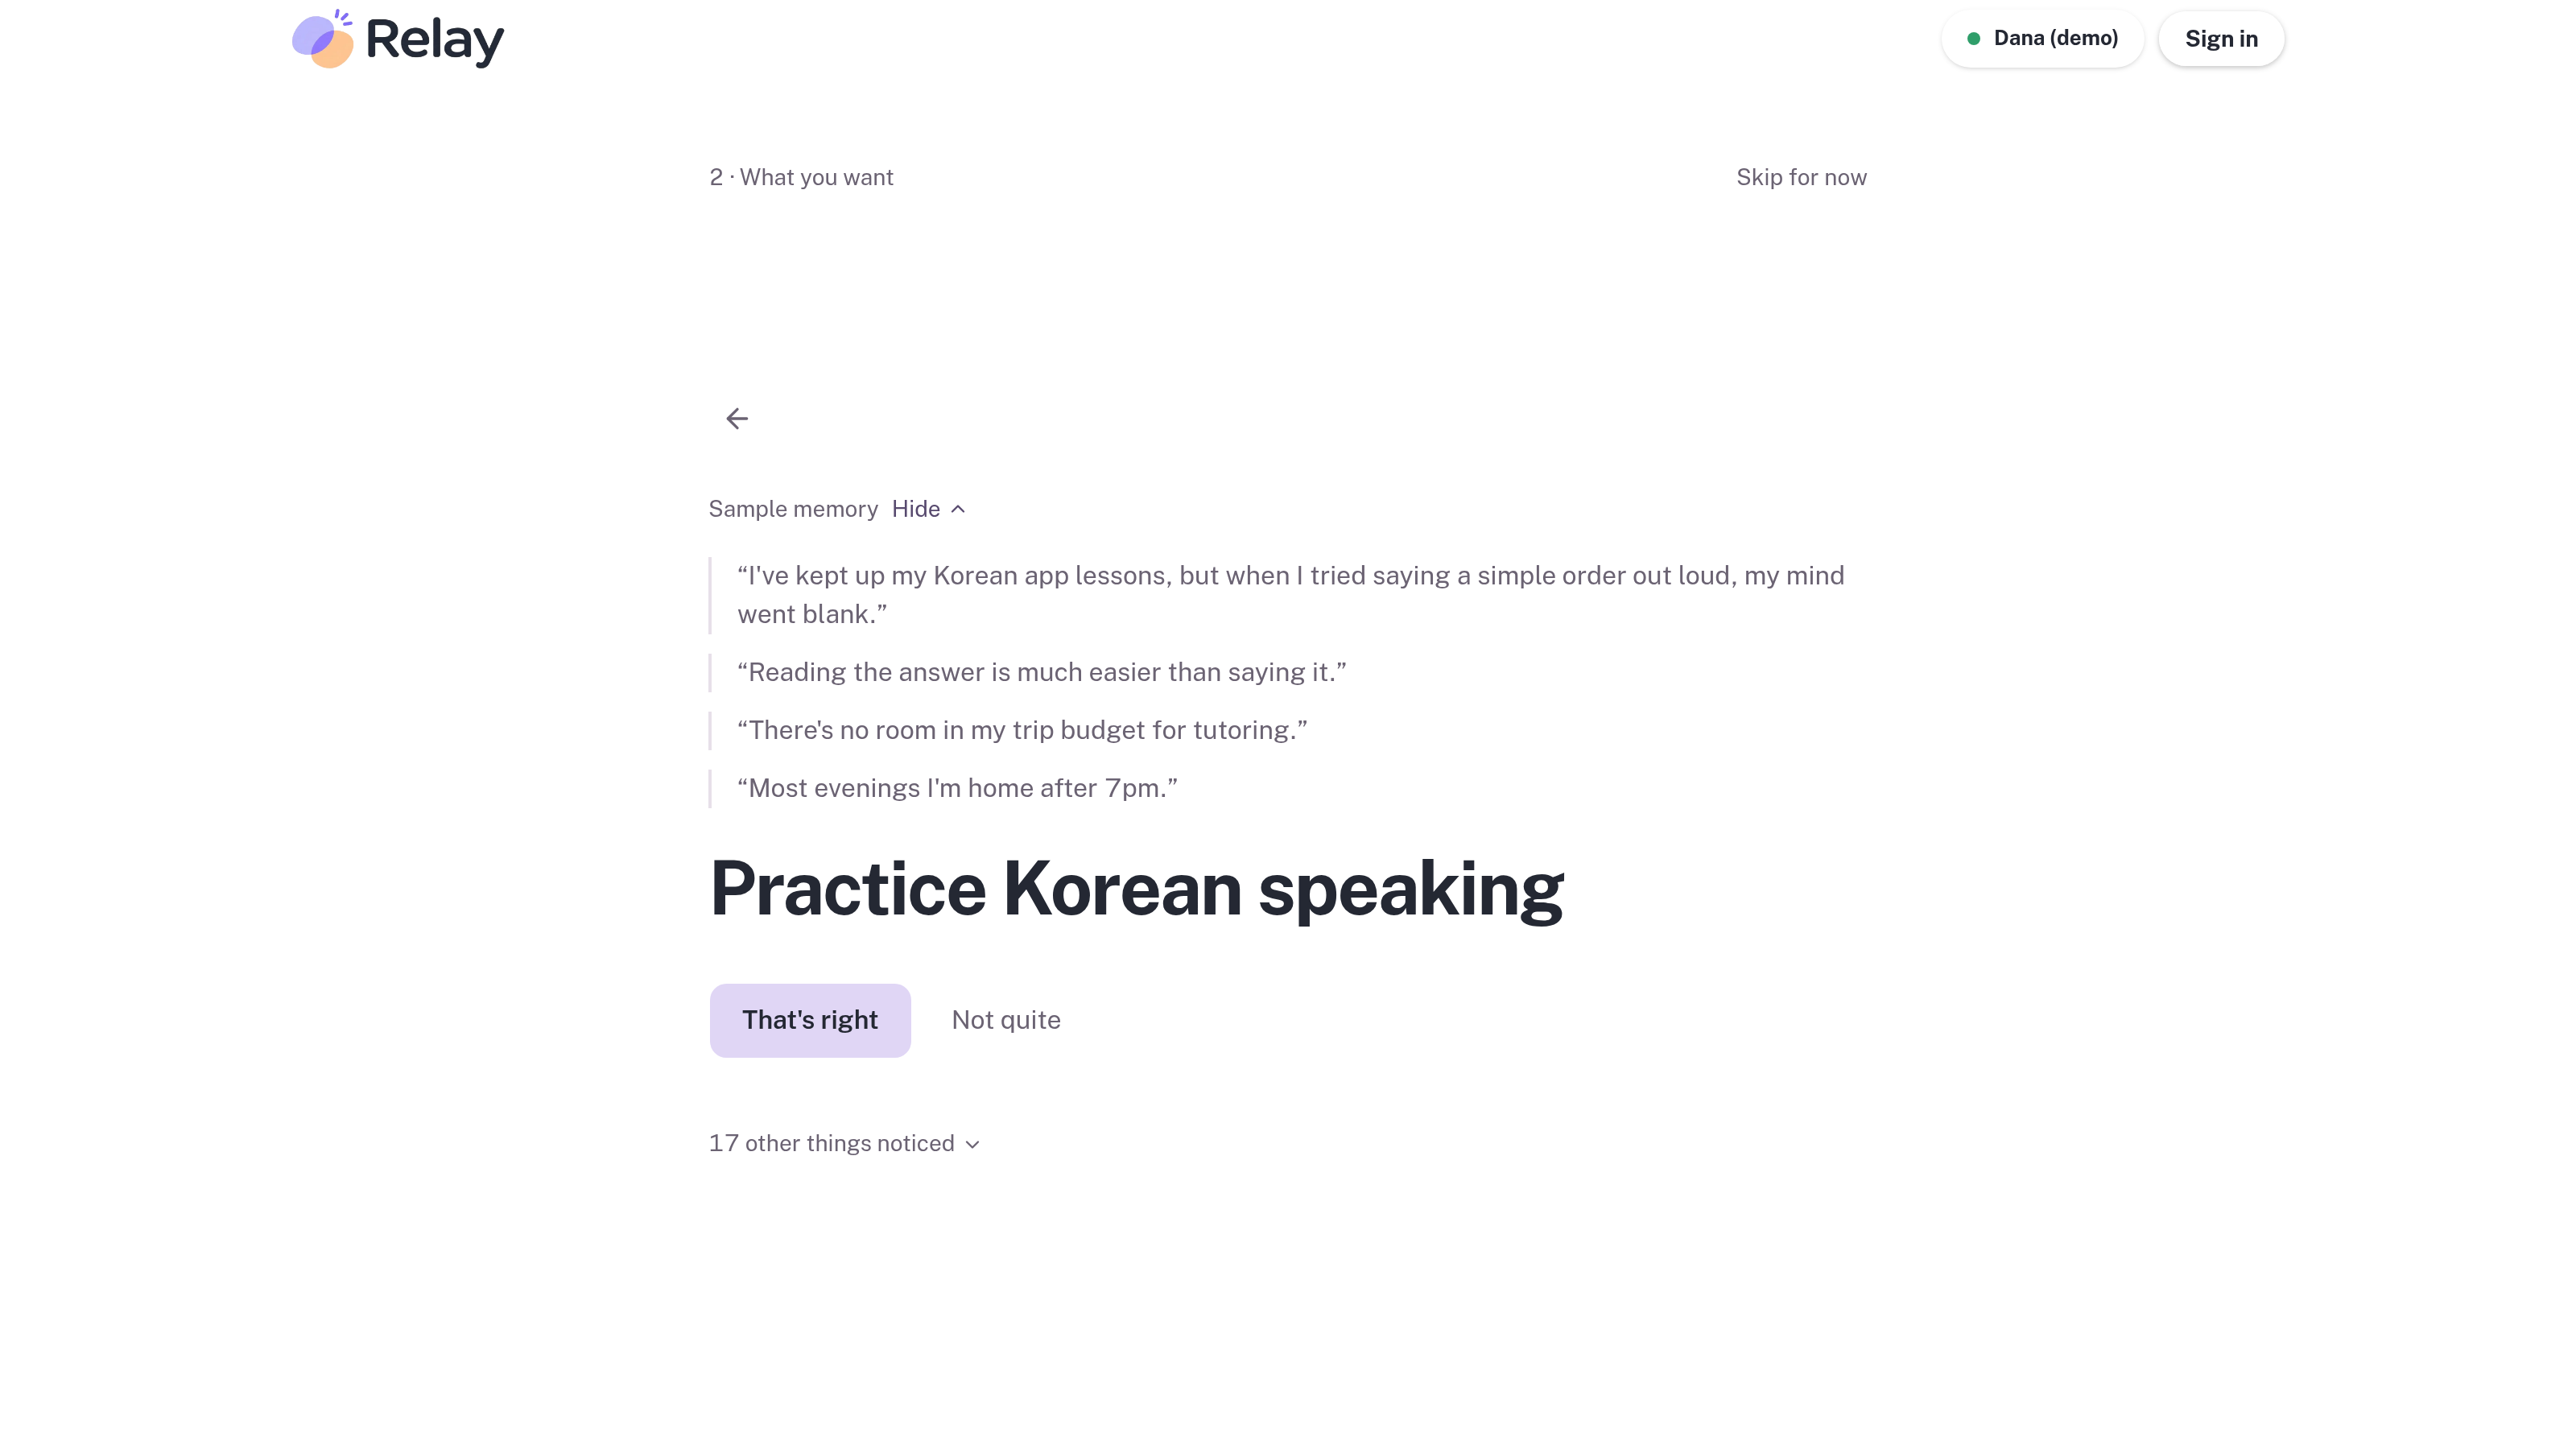 Relay
Dana (demo)
Sign in
2 · What you want
Skip for now
Sample memory Hide
“I've kept up my Korean app lessons, but when I tried saying a simple order out loud, my mind
went blank.”
“Reading the answer is much easier than saying it.”
“There's no room in my trip budget for tutoring.”
“Most evenings I'm home after 7pm.”
Practice Korean speaking
That's right
Not quite
17 other things noticed